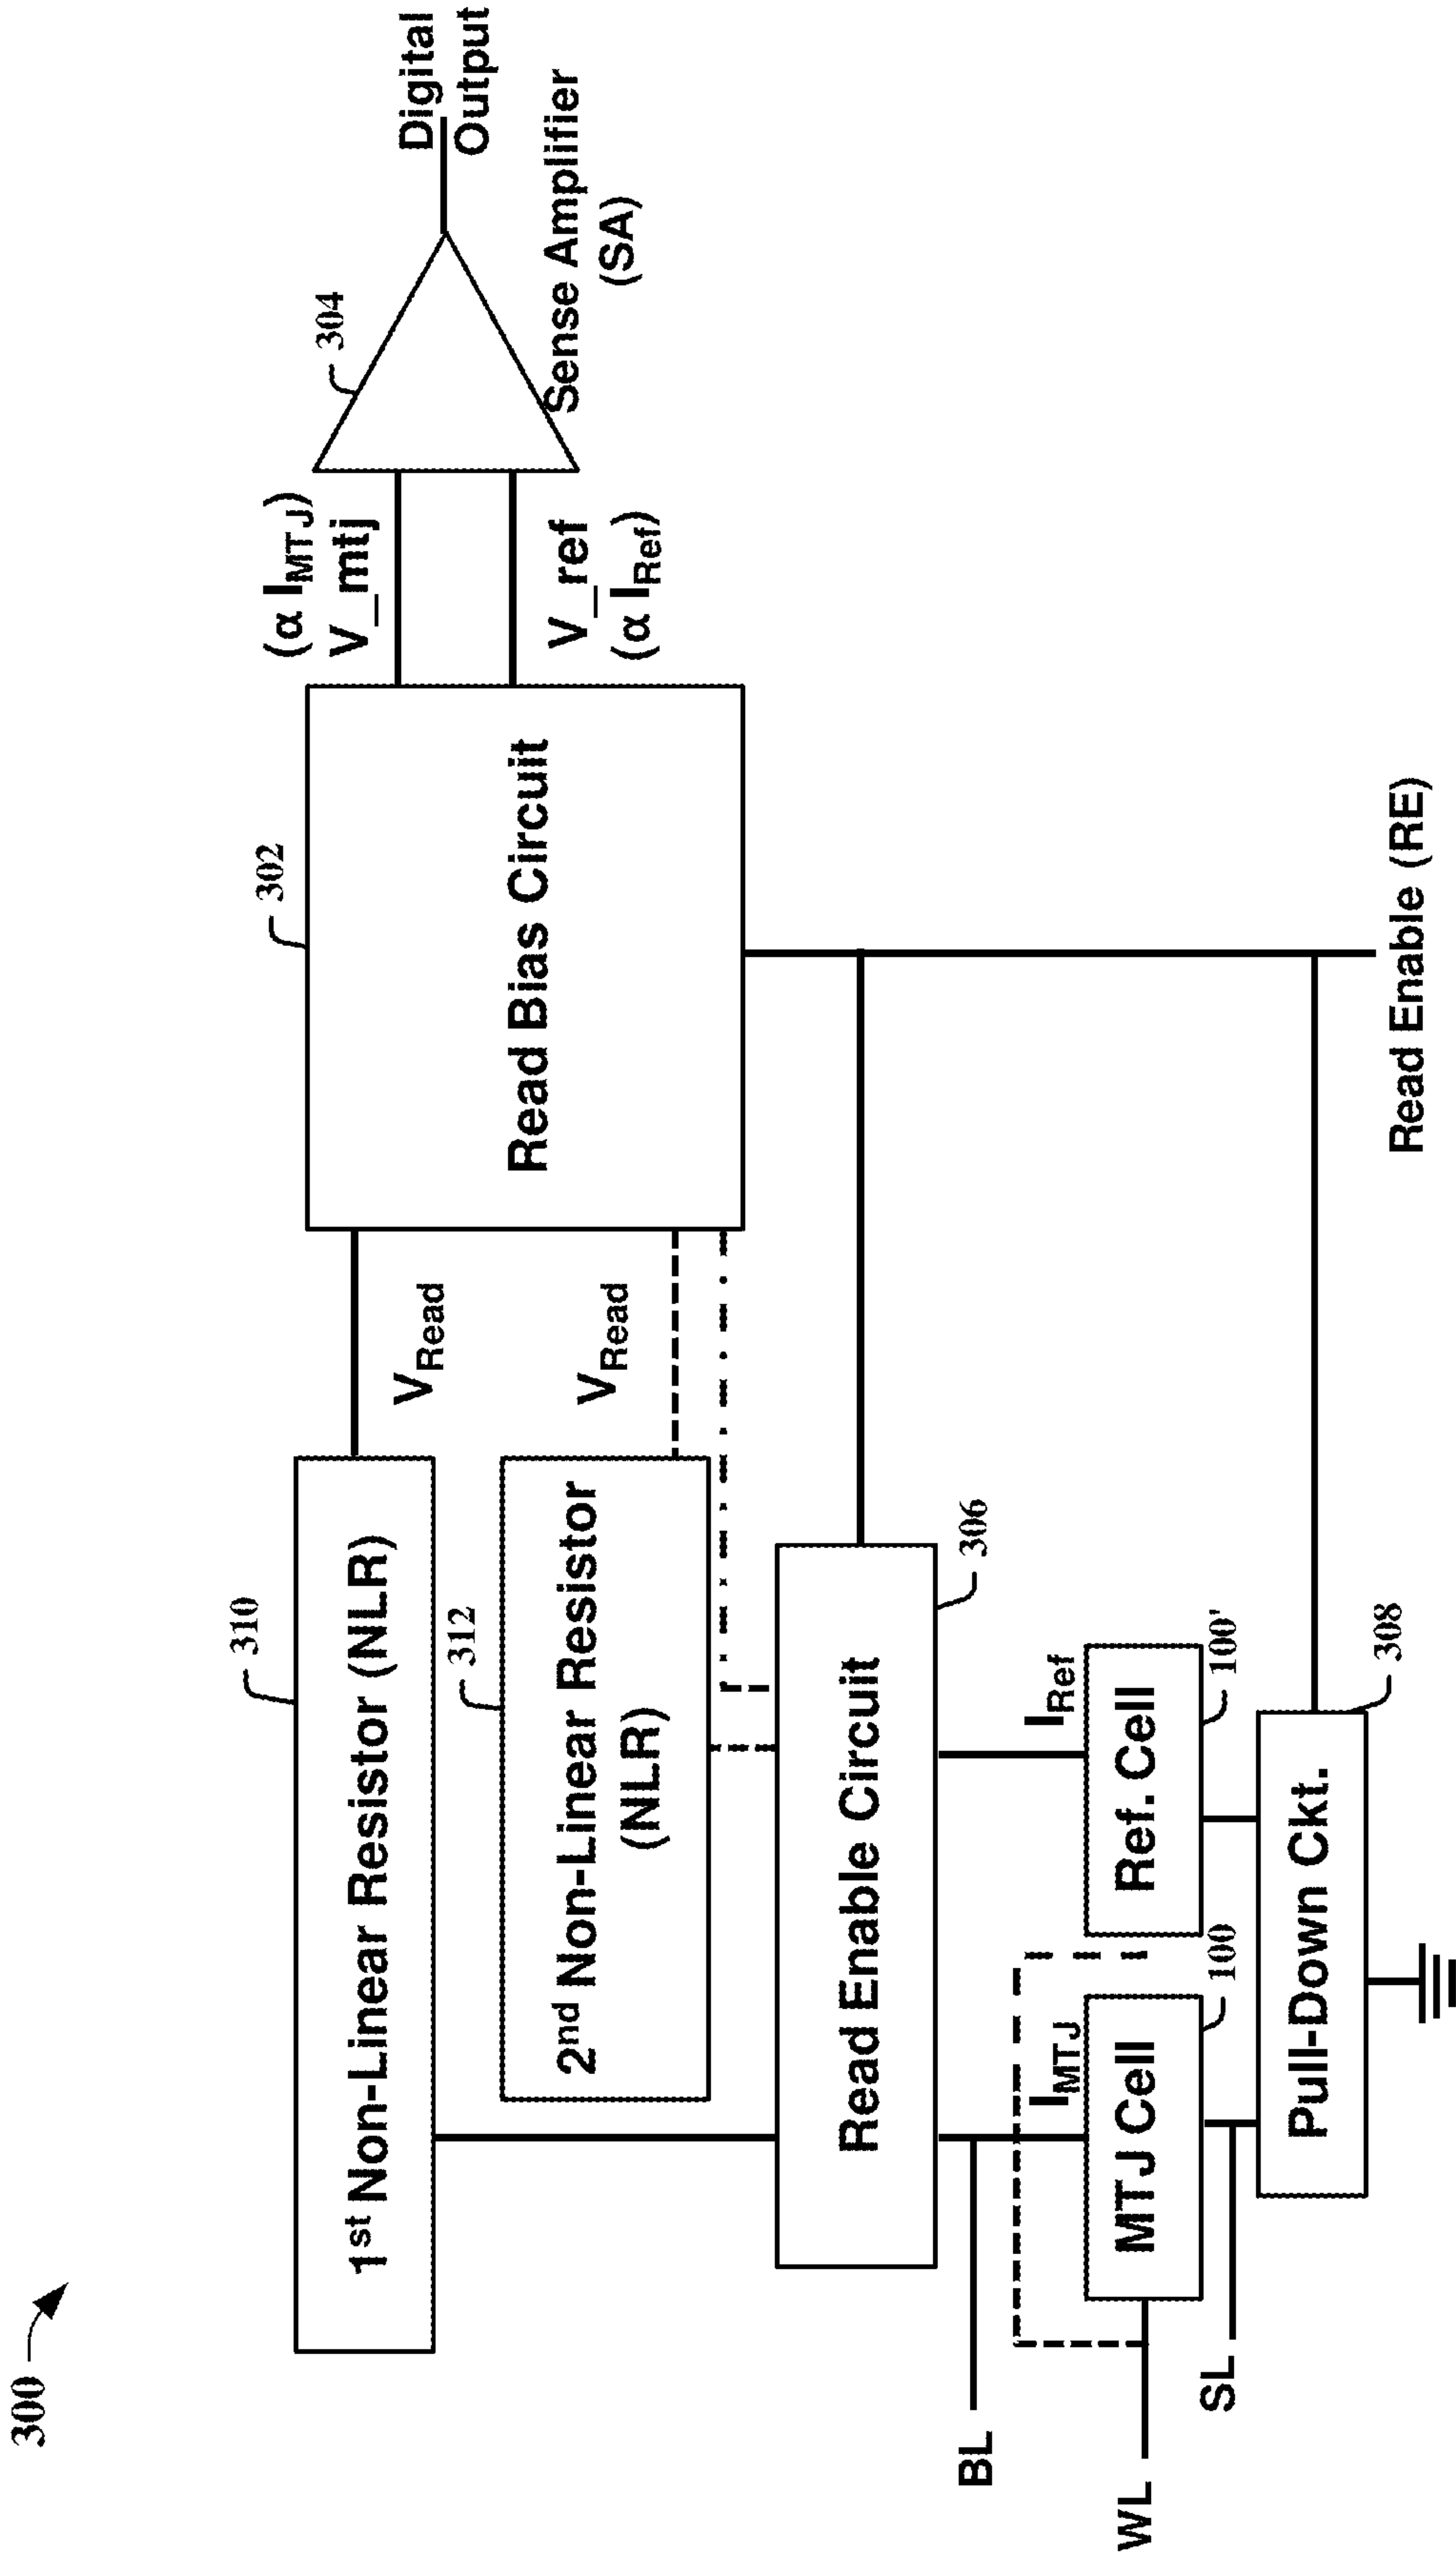 300
310
1st Non-Linear Resistor (NLR)
VRead
302
Read Bias Circuit
(α IMTJ)
V_mtj
304
Digital
Output
Sense Amplifier
(SA)
V_ref
(α IRef)
312
2nd Non-Linear Resistor
(NLR)
VRead
Read Enable Circuit
306
BL
IMTJ
IRef
WL
MTJ Cell
100
Ref. Cell
100'
SL
Pull-Down Ckt.
308
Read Enable (RE)